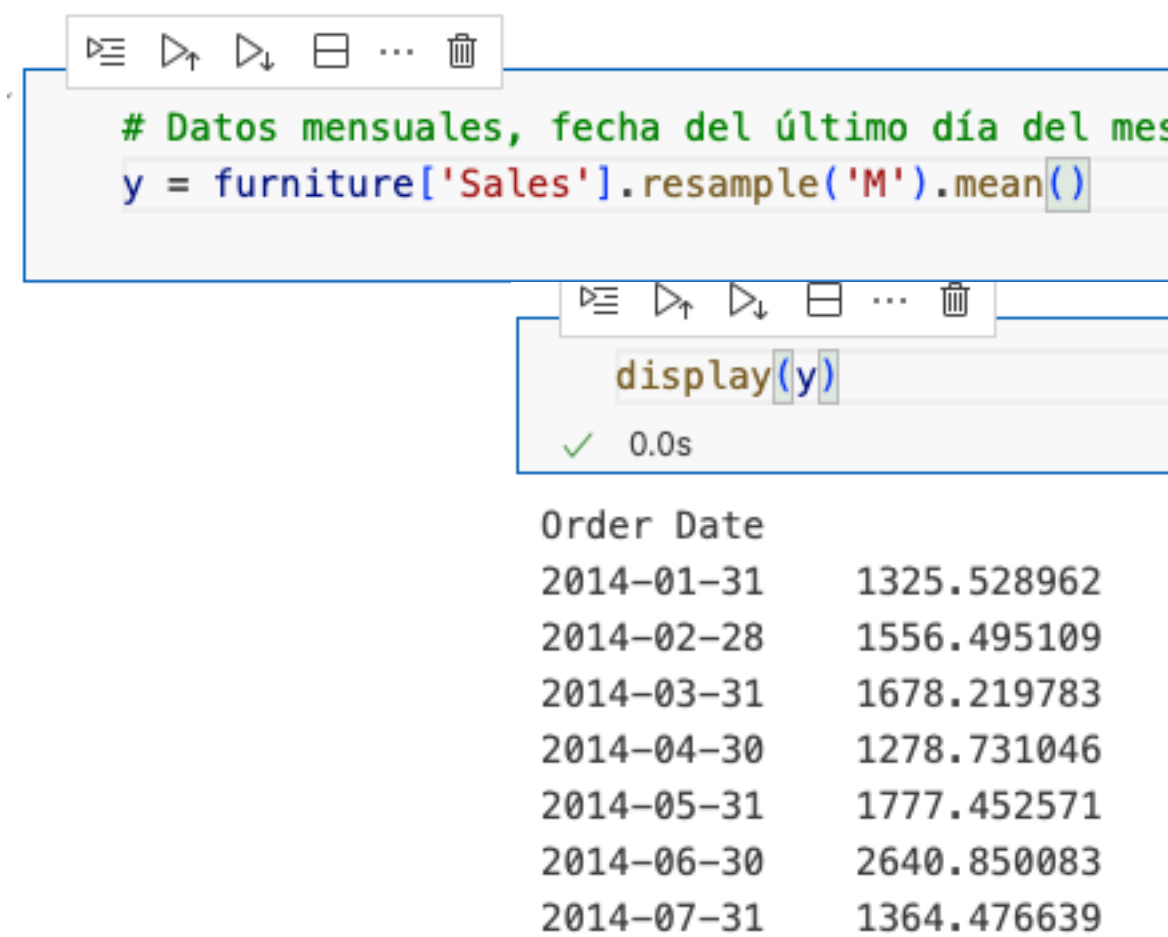 # Datos mensuales, fecha del último día del mes
y = furniture['Sales'].resample('M').mean()
display(y)
0.0s
Order Date
2014-01-31    1325.528962
2014-02-28    1556.495109
2014-03-31    1678.219783
2014-04-30    1278.731046
2014-05-31    1777.452571
2014-06-30    2640.850083
2014-07-31    1364.476639